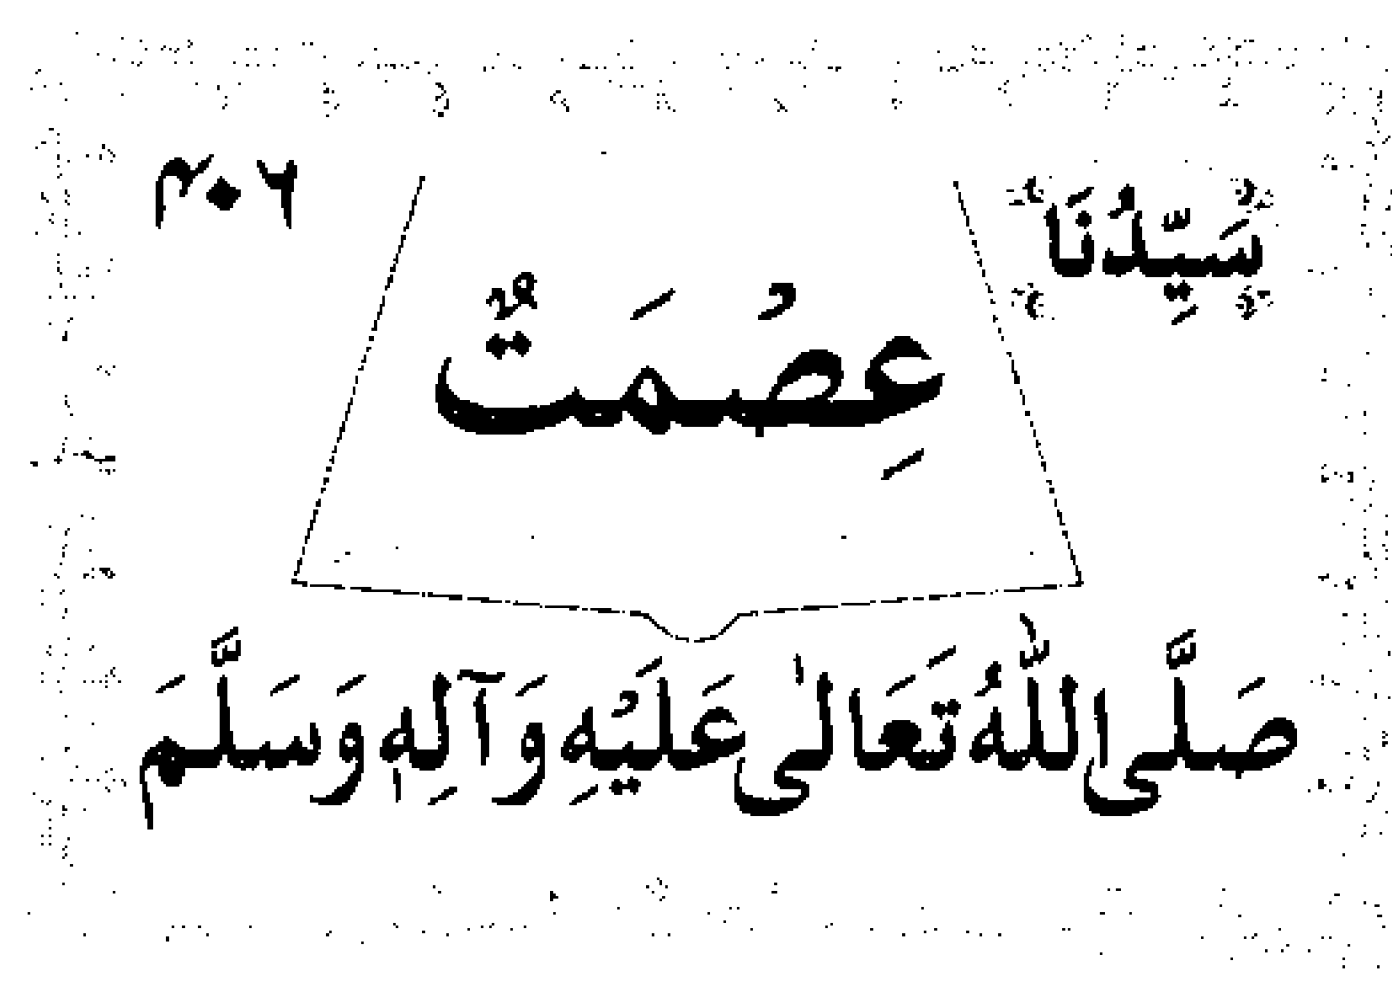 سَيِّدُنَا ۴۰۶
عِصْمَتٌ
صَلَّى اللّٰهُ تَعَالٰى عَلَيْهِ وَآلِهٖ وَسَلَّمَ